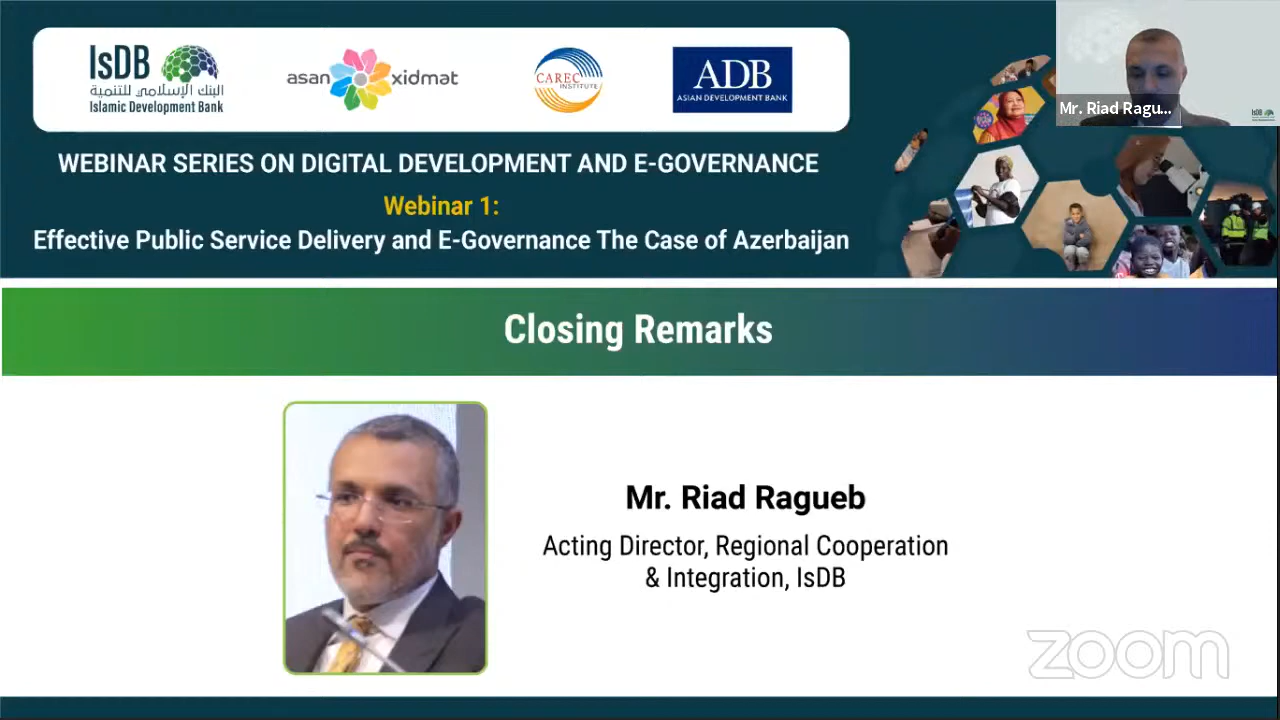 IsDB
البنك الإسلامي للتنمية
Islamic Development Bank
asan xidmat
CAREC
INSTITUTE
ADB
ASIAN DEVELOPMENT BANK
Mr. Riad Ragu...
WEBINAR SERIES ON DIGITAL DEVELOPMENT AND E-GOVERNANCE
Webinar 1:
Effective Public Service Delivery and E-Governance The Case of Azerbaijan
Closing Remarks
Mr. Riad Ragueb
Acting Director, Regional Cooperation
& Integration, IsDB
zoom